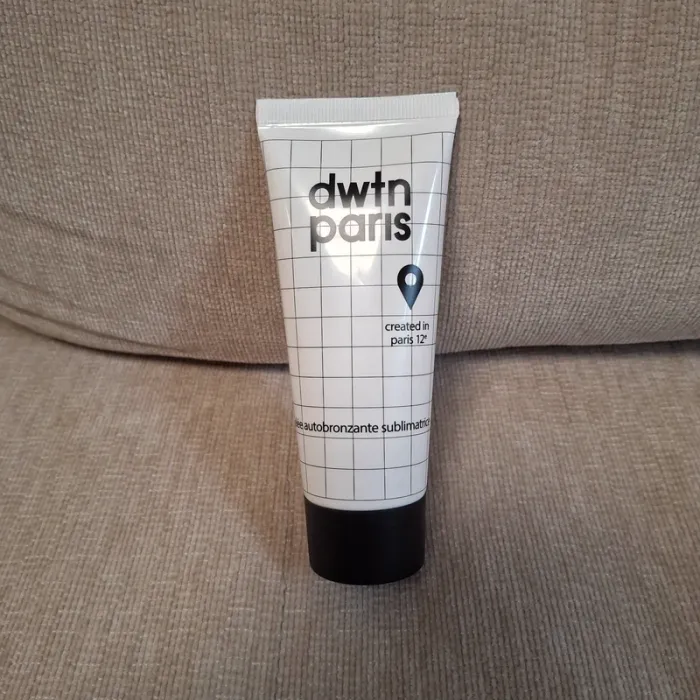 dwtn
paris
created in
paris 12e
autobronzante sublimatrice